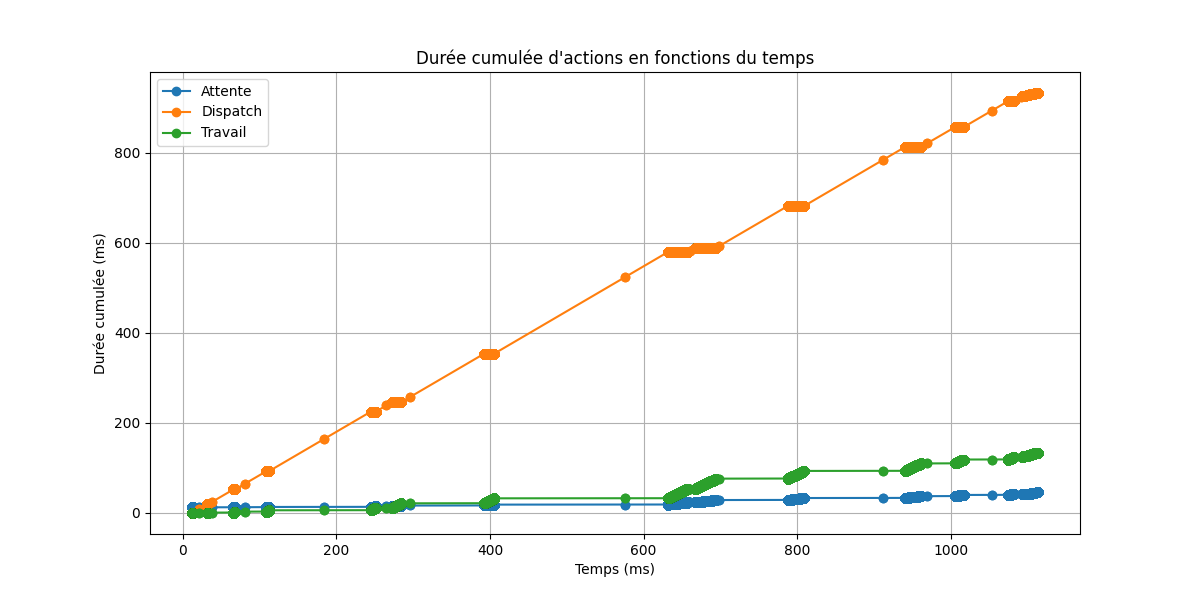 Durée cumulée d'actions en fonctions du temps
Attente
Dispatch
Travail
Durée cumulée (ms)
800
600
400
200
0
0 200 400 600 800 1000
Temps (ms)